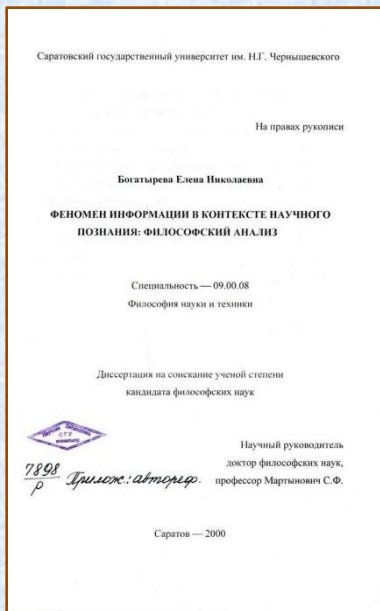 Саратовский государственный университет им. Н.Г. Чернышевского
На правах рукописи
Богатырева Елена Николаевна
ФЕНОМЕН ИНФОРМАЦИИ В КОНТЕКСТЕ НАУЧНОГО
ПОЗНАНИЯ: ФИЛОСОФСКИЙ АНАЛИЗ
Специальность — 09.00.08
Философия науки и техники
Диссертация на соискание ученой степени
кандидата философских наук
СГТУ
Научный руководитель
доктор философских наук,
профессор Мартынович С.Ф.
7898
р
Прилож.: автореф.
Саратов — 2000